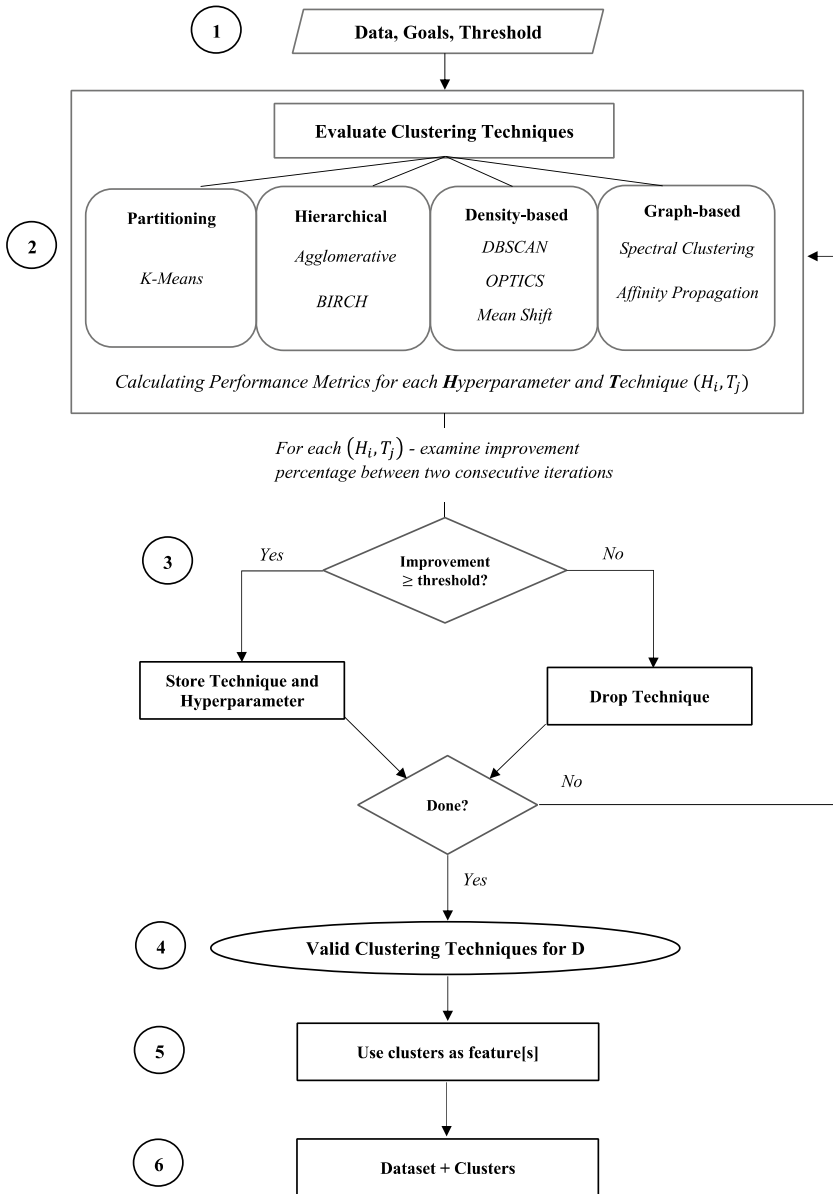 1
Data, Goals, Threshold
Evaluate Clustering Techniques
2
Partitioning
K-Means
Hierarchical
Agglomerative
BIRCH
Density-based
DBSCAN
OPTICS
Mean Shift
Graph-based
Spectral Clustering
Affinity Propagation
Calculating Performance Metrics for each Hyperparameter and Technique (H_i, T_j)
For each (H_i, T_j) - examine improvement
percentage between two consecutive iterations
3
Yes
Improvement
≥ threshold?
No
Store Technique and
Hyperparameter
Drop Technique
Done?
No
Yes
4
Valid Clustering Techniques for D
5
Use clusters as feature[s]
6
Dataset + Clusters